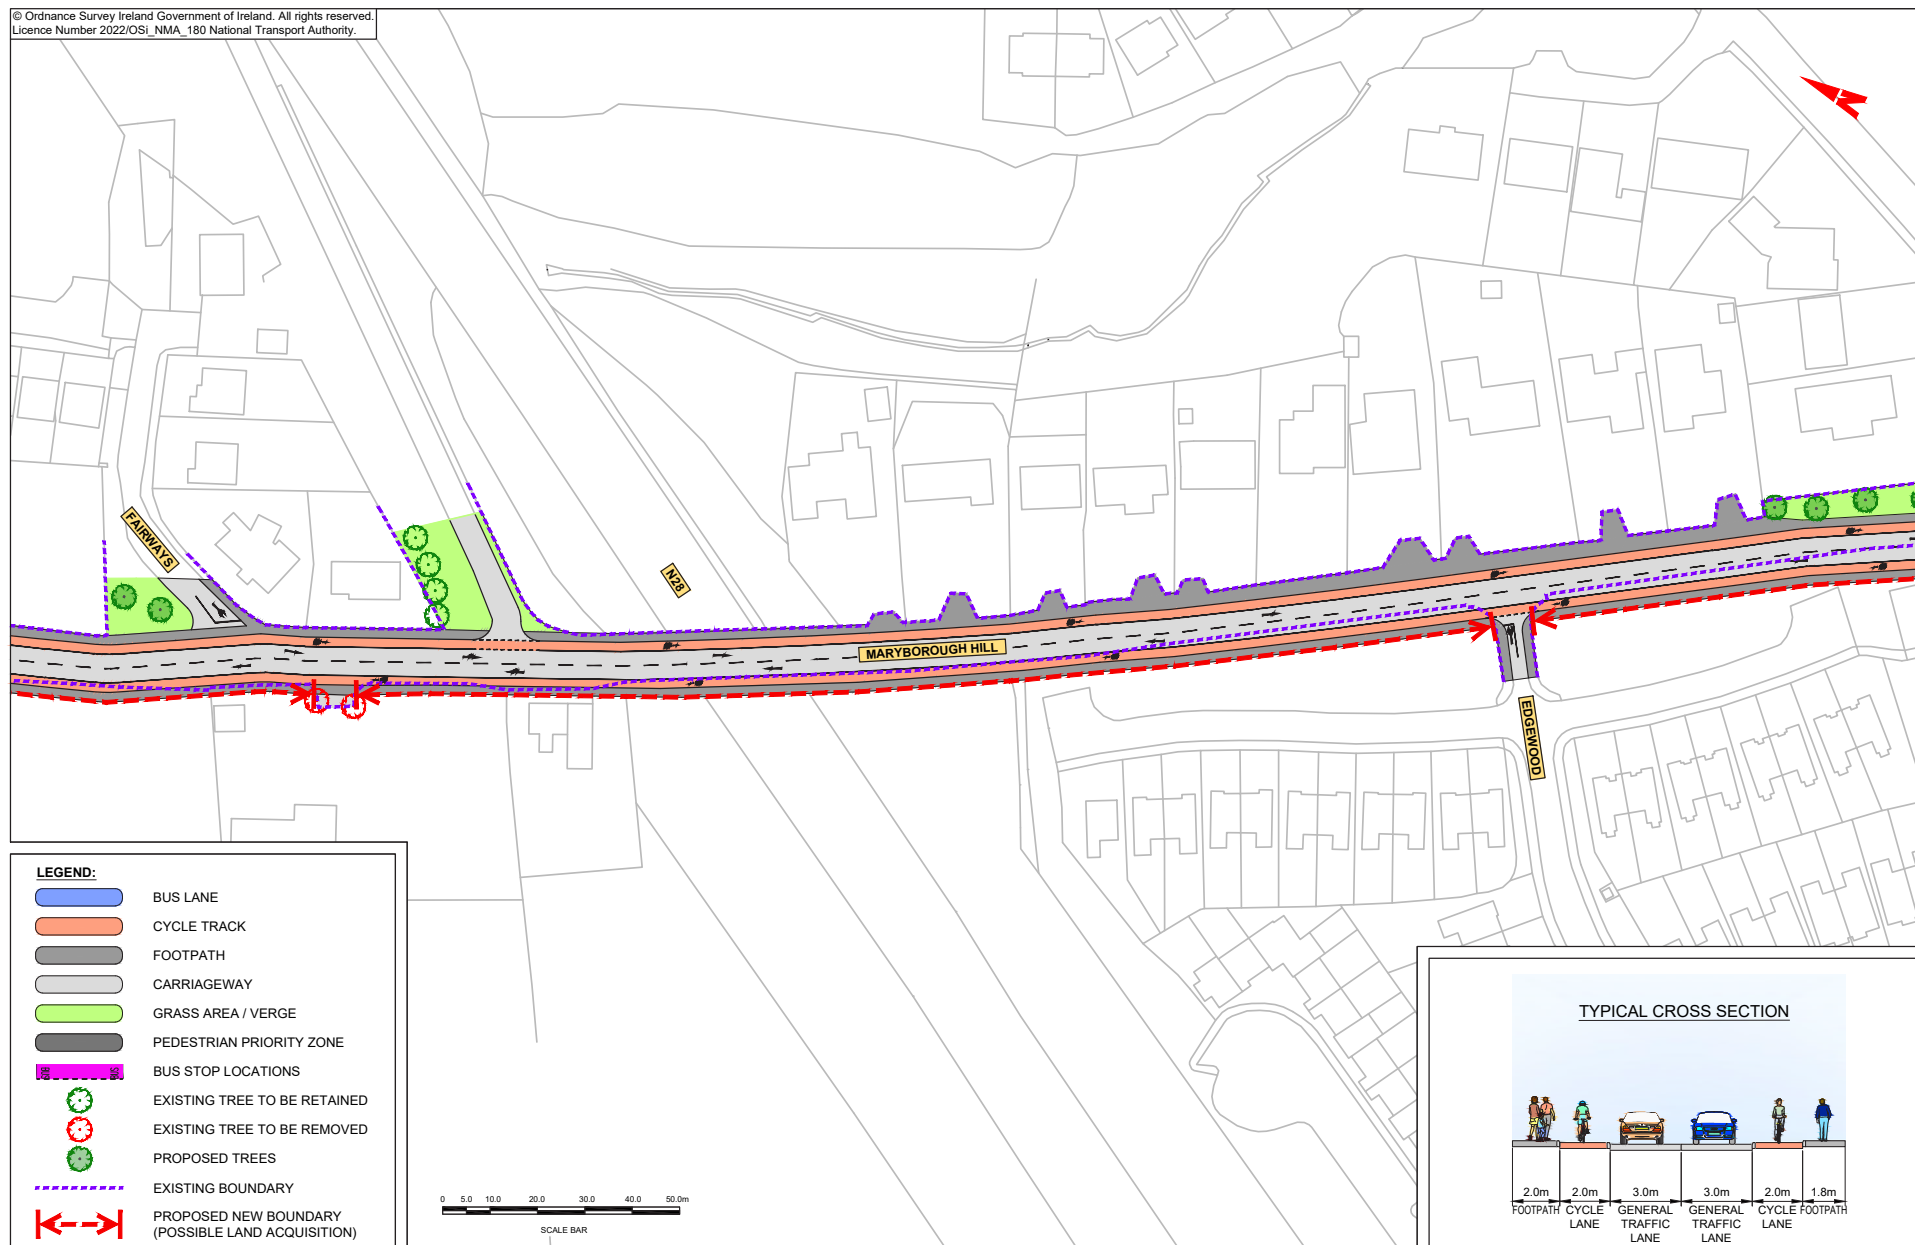 © Ordnance Survey Ireland Government of Ireland. All rights reserved.
Licence Number 2022/OSi_NMA_180 National Transport Authority.
FAIRWAYS
N28
MARYBOROUGH HILL
EDGEWOOD
LEGEND:
BUS LANE
CYCLE TRACK
FOOTPATH
CARRIAGEWAY
GRASS AREA / VERGE
PEDESTRIAN PRIORITY ZONE
BUS BUS
BUS STOP LOCATIONS
EXISTING TREE TO BE RETAINED
EXISTING TREE TO BE REMOVED
PROPOSED TREES
EXISTING BOUNDARY
PROPOSED NEW BOUNDARY
(POSSIBLE LAND ACQUISITION)
0 5.0 10.0 20.0 30.0 40.0 50.0m
SCALE BAR
TYPICAL CROSS SECTION
2.0m 2.0m 3.0m 3.0m 2.0m 1.8m
FOOTPATH CYCLE GENERAL GENERAL CYCLE FOOTPATH
LANE TRAFFIC TRAFFIC LANE
LANE LANE